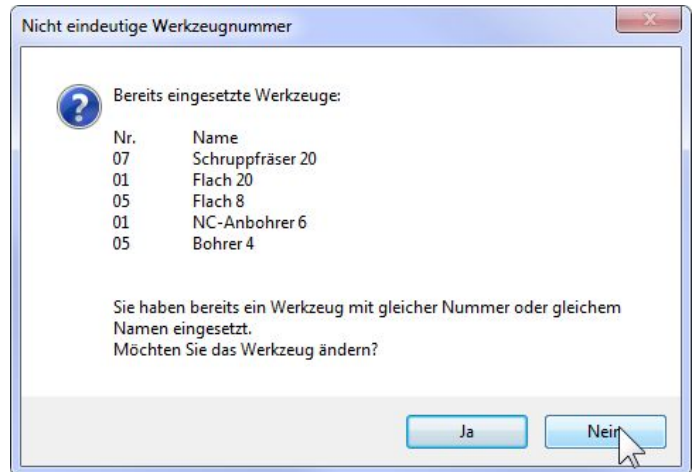 Nicht eindeutige Werkzeugnummer
Bereits eingesetzte Werkzeuge:
Nr. Name
07 Schruppfräser 20
01 Flach 20
05 Flach 8
01 NC-Anbohrer 6
05 Bohrer 4
Sie haben bereits ein Werkzeug mit gleicher Nummer oder gleichem
Namen eingesetzt.
Möchten Sie das Werkzeug ändern?
Ja Nein